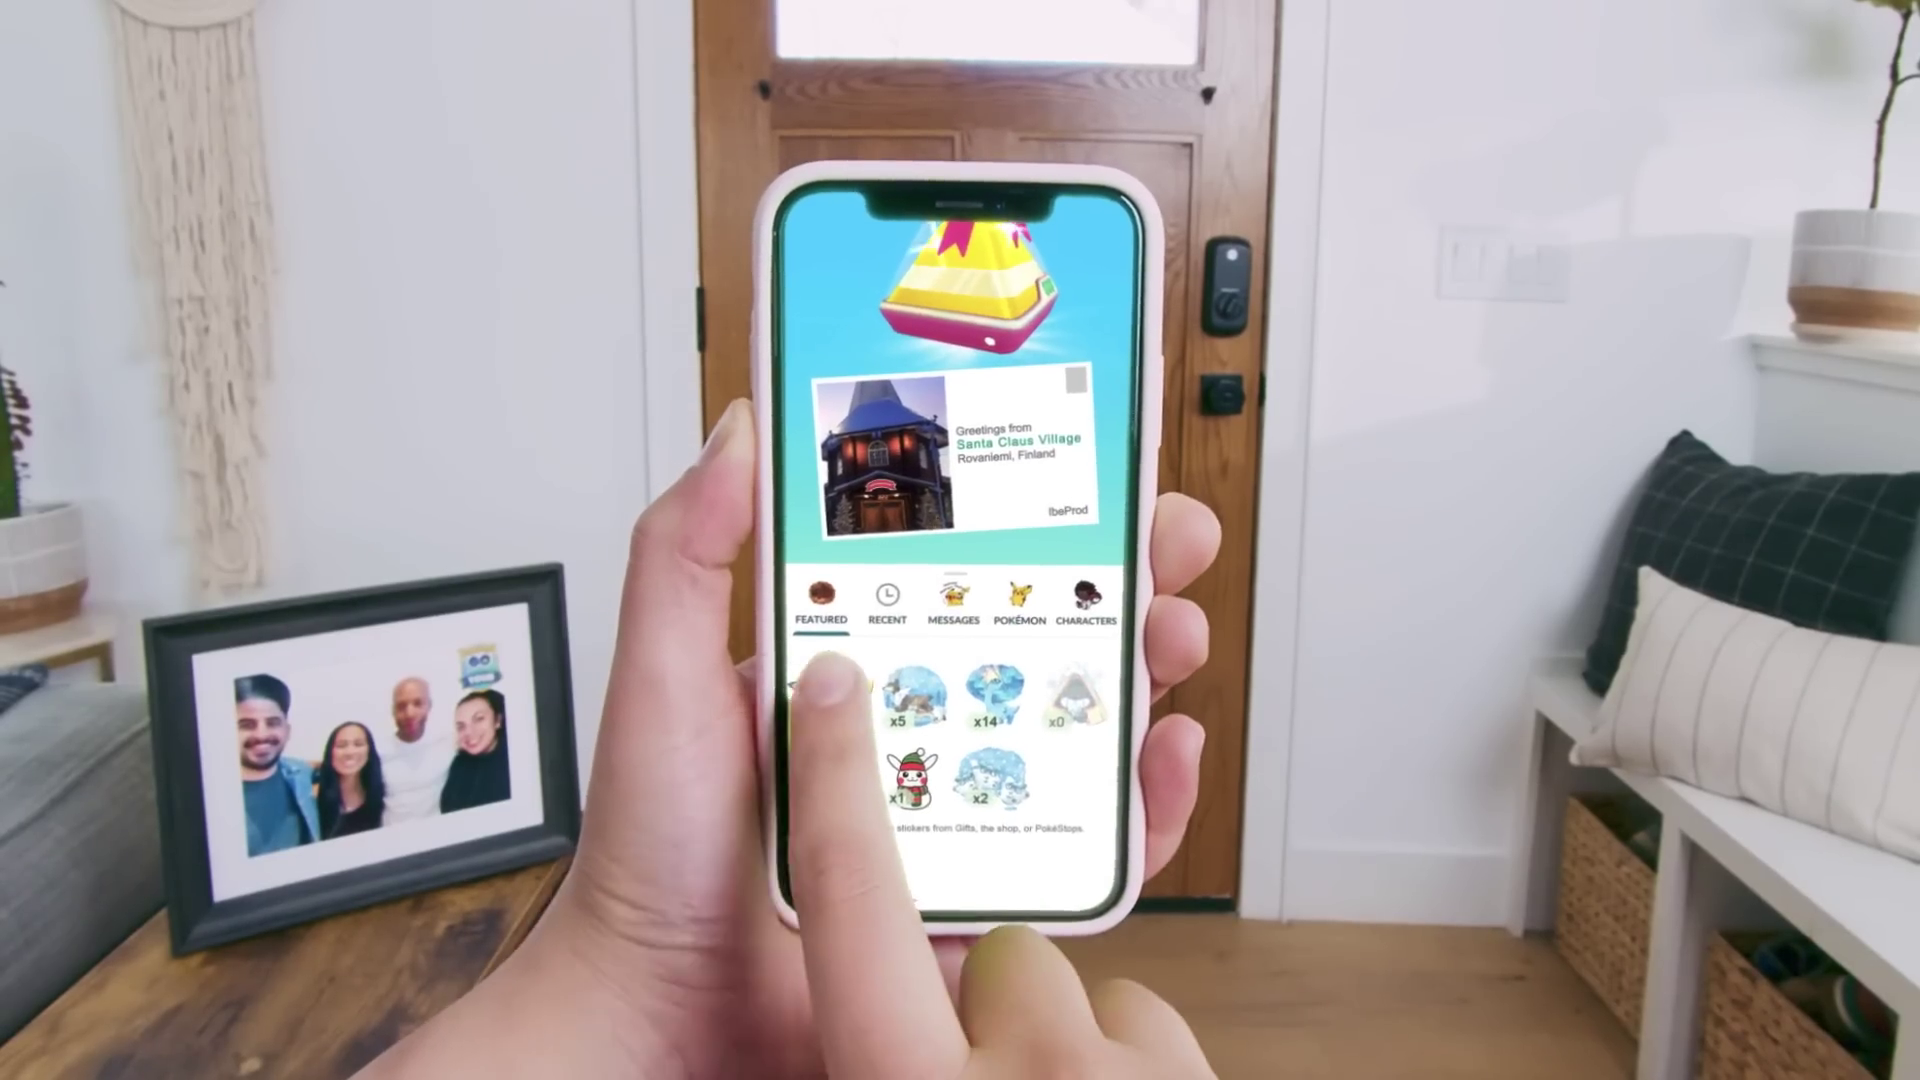 Greetings from
Santa Claus Village
Rovaniemi, Finland
IbeProd
FEATURED
RECENT
MESSAGES
POKÉMON
CHARACTERS
x5
x14
x0
x1
x2
stickers from Gifts, the shop, or PokéStops.